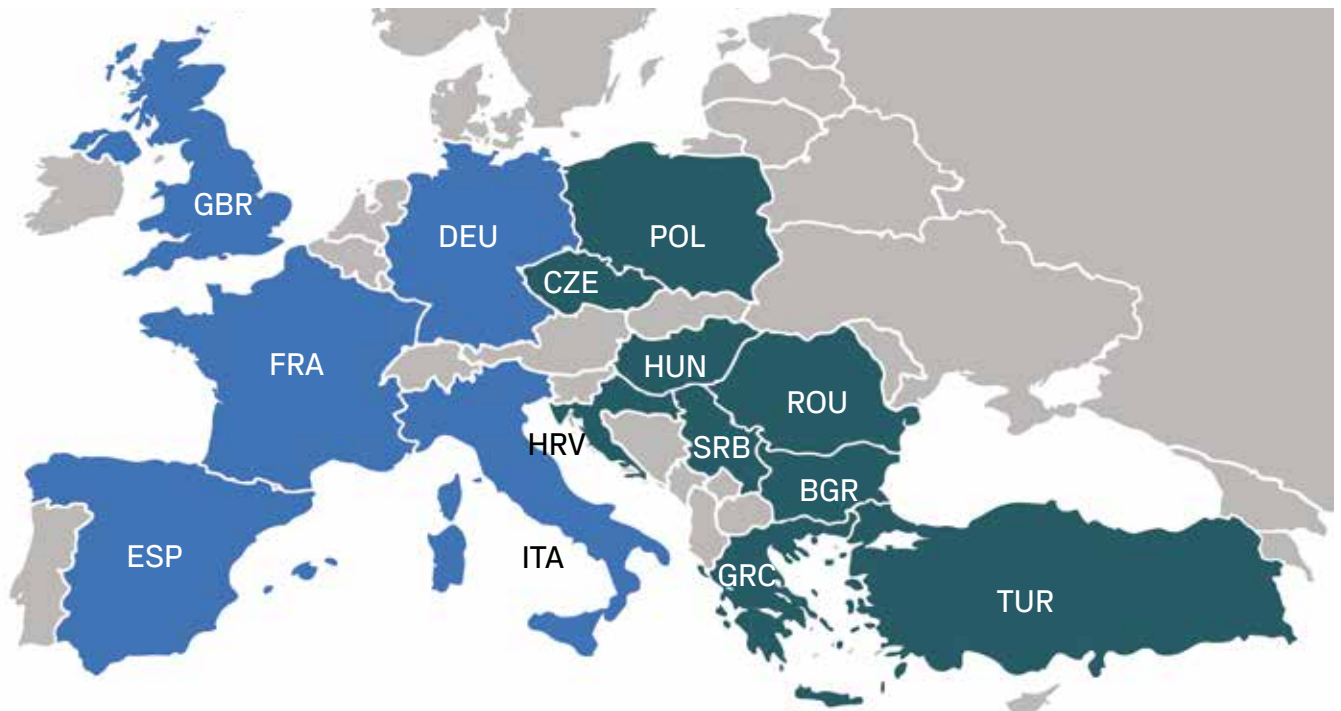 GBR
DEU
POL
CZE
FRA
HUN
ROU
HRV
SRB
BGR
ESP
ITA
GRC
TUR